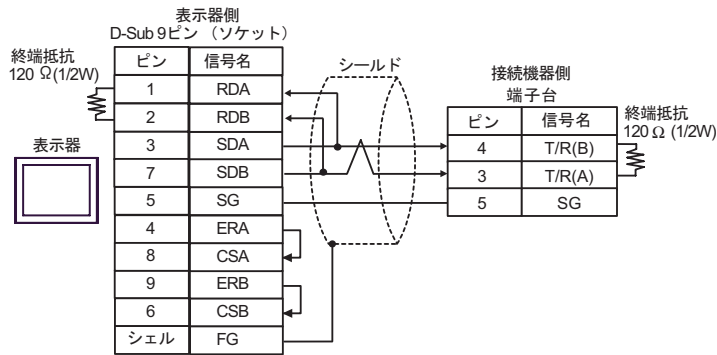 表示器側
D-Sub 9ピン (ソケット)
終端抵抗
120 Ω(1/2W)
ピン 信号名
1 RDA
2 RDB
3 SDA
7 SDB
5 SG
4 ERA
8 CSA
9 ERB
6 CSB
シェル FG
表示器
シールド
接続機器側
端子台
ピン 信号名
4 T/R(B)
3 T/R(A)
5 SG
終端抵抗
120 Ω (1/2W)